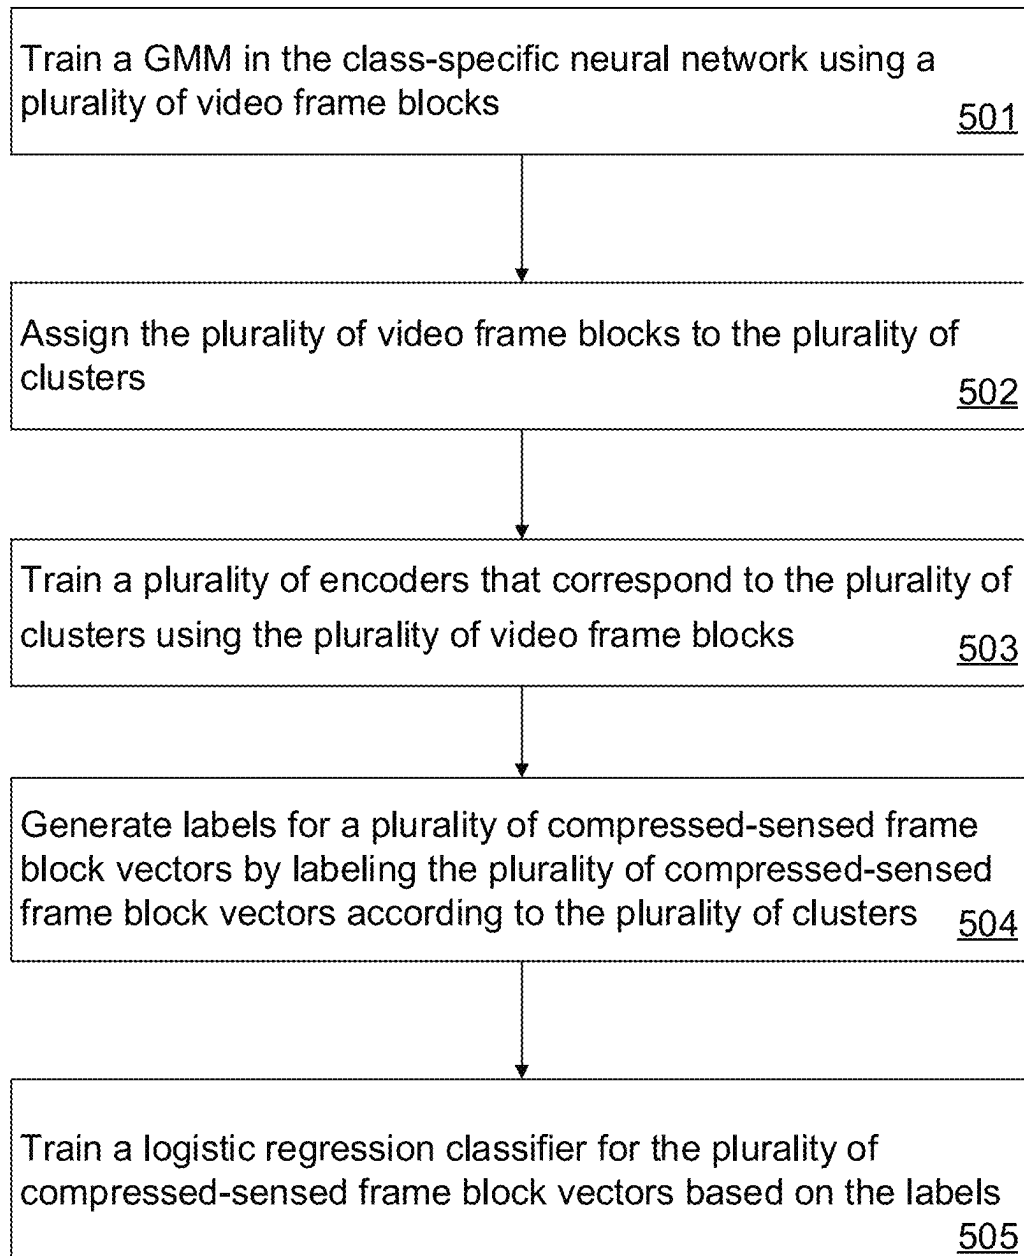 Train a GMM in the class-specific neural network using a
plurality of video frame blocks
501
Assign the plurality of video frame blocks to the plurality of
clusters
502
Train a plurality of encoders that correspond to the plurality of
clusters using the plurality of video frame blocks
503
Generate labels for a plurality of compressed-sensed frame
block vectors by labeling the plurality of compressed-sensed
frame block vectors according to the plurality of clusters
504
Train a logistic regression classifier for the plurality of
compressed-sensed frame block vectors based on the labels
505